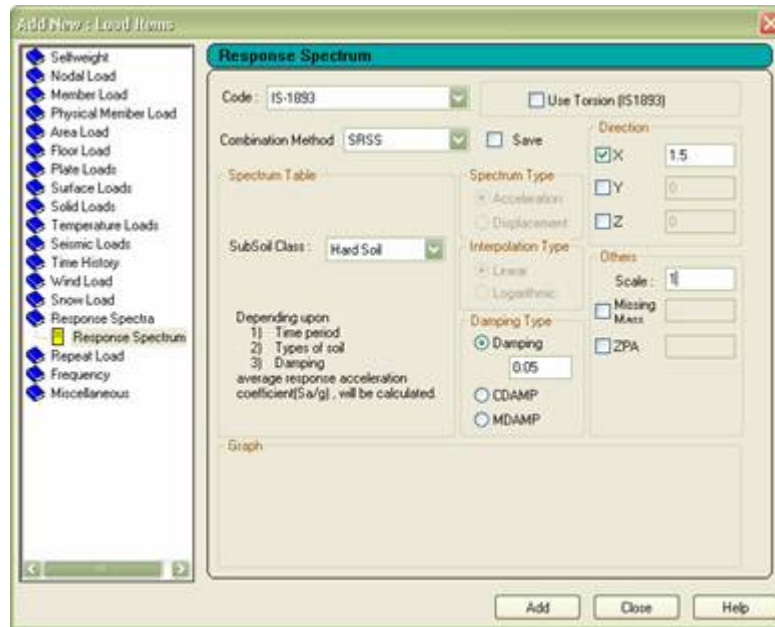 Add New : Load Items
Selfweight
Nodal Load
Member Load
Physical Member Load
Area Load
Floor Load
Plate Loads
Surface Loads
Solid Loads
Temperature Loads
Seismic Loads
Time History
Wind Load
Snow Load
Response Spectra
Response Spectrum
Repeat Load
Frequency
Miscellaneous
Response Spectrum
Code : IS-1893
Use Torsion (IS1893)
Combination Method SRSS
Save
Direction
X 1.5
Y 0
Z 0
Spectrum Table
SubSoil Class : Hard Soil
Depending upon
1) Time period
2) Types of soil
3) Damping
average response acceleration
coefficient(Sa/g) , will be calculated
Spectrum Type
Acceleration
Displacement
Interpolation Type
Linear
Logarithmic
Damping Type
Damping
0.05
CDAMP
MDAMP
Others
Scale : 1
Missing
Mass
ZPA
Graph
Add Close Help